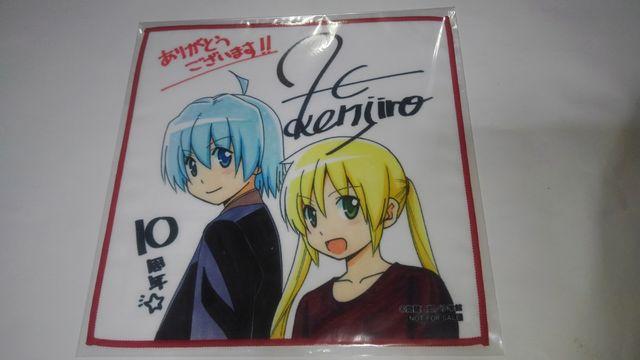 ありがとう
ございます!!
kenjiro
10
周年
NOT FOR SALE